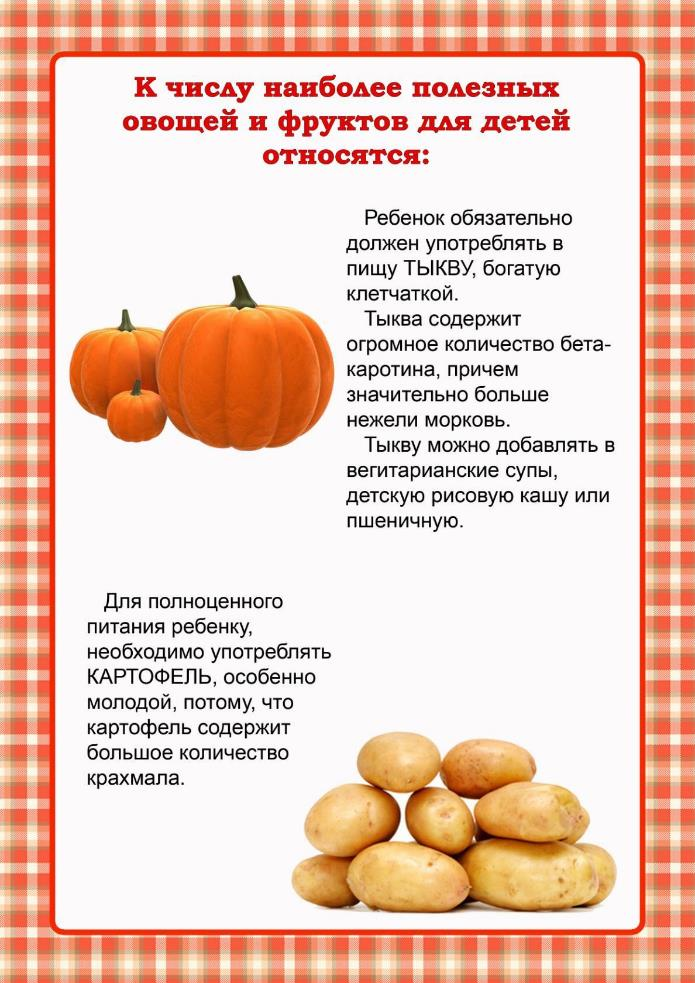 К числу наиболее полезных
овощей и фруктов для детей
относятся:
Ребенок обязательно
должен употреблять в
пищу ТЫКВУ, богатую
клетчаткой.
Тыква содержит
огромное количество бета-
каротина, причем
значительно больше
нежели морковь.
Тыкву можно добавлять в
вегитарианские супы,
детскую рисовую кашу или
пшеничную.
Для полноценного
питания ребенку,
необходимо употреблять
КАРТОФЕЛЬ, особенно
молодой, потому, что
картофель содержит
большое количество
крахмала.